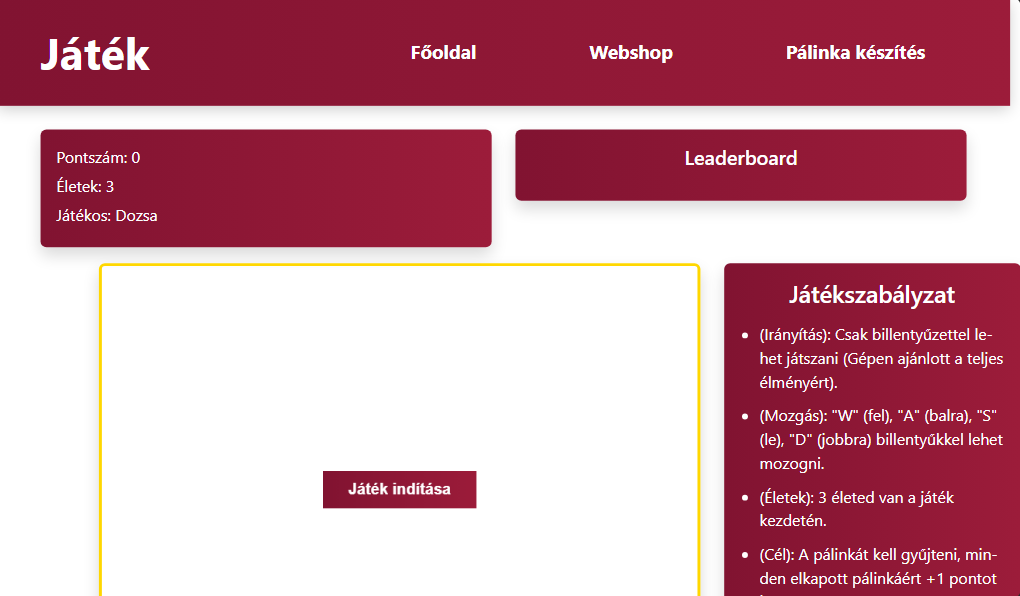 Játék
Főoldal
Webshop
Pálinka készítés
Pontszám: 0
Életek: 3
Játékos: Dozsa
Leaderboard
Játék indítása
Játékszabályzat
(Irányítás): Csak billentyűzettel le-
het játszani (Gépen ajánlott a teljes
élményért).
(Mozgás): "W" (fel), "A" (balra), "S"
(le), "D" (jobbra) billentyűkkel lehet
mozogni.
(Életek): 3 életed van a játék
kezdetén.
(Cél): A pálinkát kell gyűjteni, min-
den elkapott pálinkáért +1 pontot